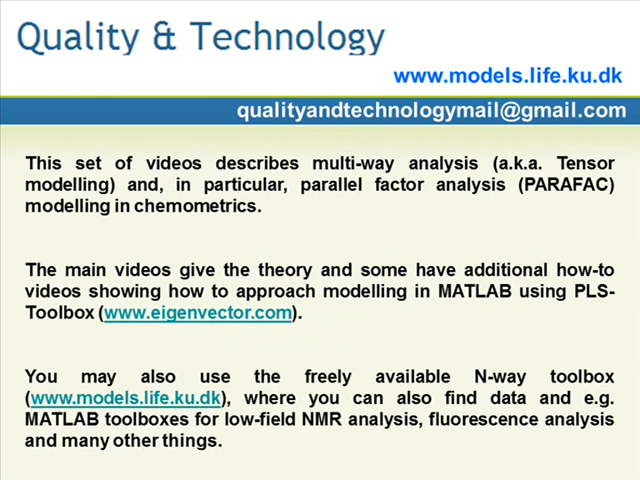 Quality & Technology
www.models.life.ku.dk
qualityandtechnologymail@gmail.com
This set of videos describes multi-way analysis (a.k.a. Tensor
modelling) and, in particular, parallel factor analysis (PARAFAC)
modelling in chemometrics.
The main videos give the theory and some have additional how-to
videos showing how to approach modelling in MATLAB using PLS-
Toolbox (www.eigenvector.com).
You may also use the freely available N-way toolbox
(www.models.life.ku.dk), where you can also find data and e.g.
MATLAB toolboxes for low-field NMR analysis, fluorescence analysis
and many other things.